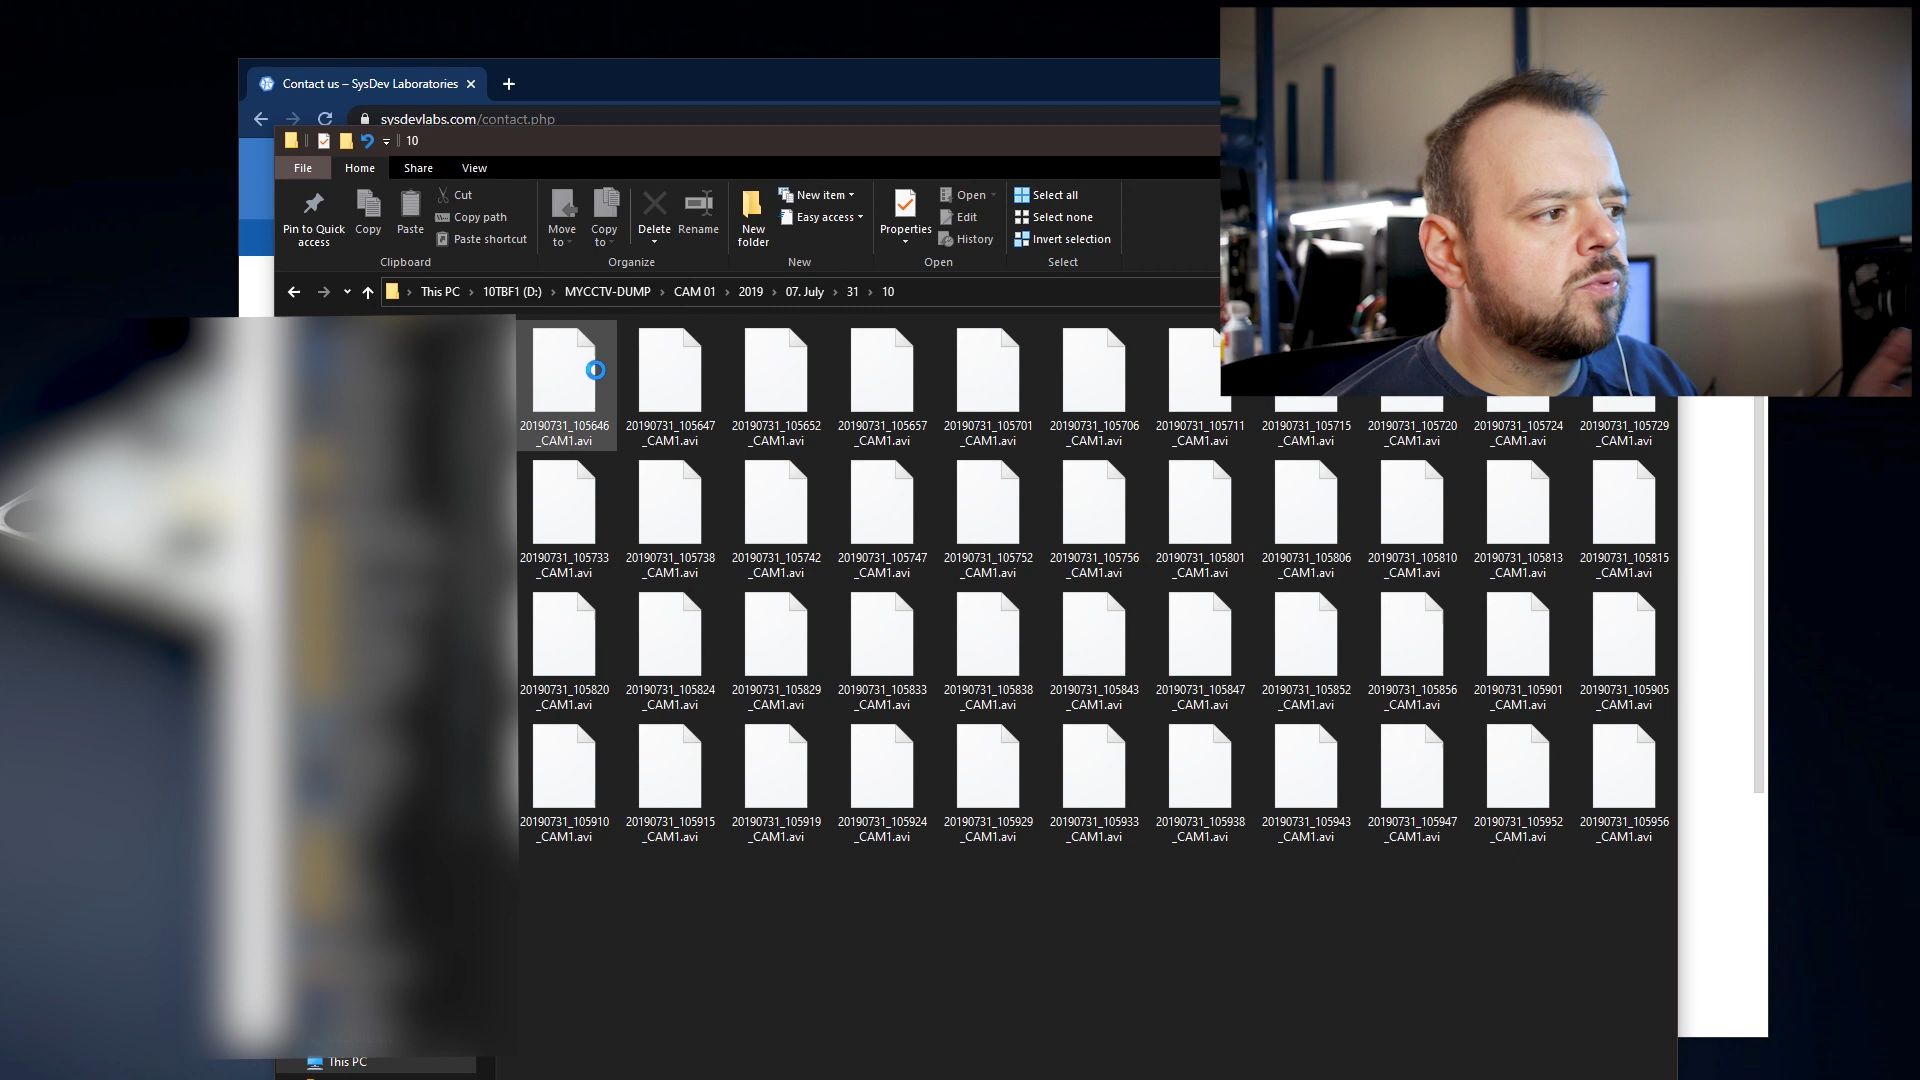 Contact us – SysDev Laboratories
sysdevlabs.com/contact.php
10
File Home Share View
Pin to Quick access
Copy
Paste
Cut
Copy path
Paste shortcut
Move to
Copy to
Delete
Rename
New folder
New item
Easy access
Properties
Open
Edit
History
Select all
Select none
Invert selection
Clipboard Organize New Open Select
This PC › 10TBF1 (D:) › MYCCTV-DUMP › CAM 01 › 2019 › 07. July › 31 › 10
20190731_105646 20190731_105647 20190731_105652 20190731_105657 20190731_105701 20190731_105706 20190731_105711 20190731_105715 20190731_105720 20190731_105724 20190731_105729
_CAM1.avi _CAM1.avi _CAM1.avi _CAM1.avi _CAM1.avi _CAM1.avi _CAM1.avi _CAM1.avi _CAM1.avi _CAM1.avi _CAM1.avi
20190731_105733 20190731_105738 20190731_105742 20190731_105747 20190731_105752 20190731_105756 20190731_105801 20190731_105806 20190731_105810 20190731_105813 20190731_105815
_CAM1.avi _CAM1.avi _CAM1.avi _CAM1.avi _CAM1.avi _CAM1.avi _CAM1.avi _CAM1.avi _CAM1.avi _CAM1.avi _CAM1.avi
20190731_105820 20190731_105824 20190731_105829 20190731_105833 20190731_105838 20190731_105843 20190731_105847 20190731_105852 20190731_105856 20190731_105901 20190731_105905
_CAM1.avi _CAM1.avi _CAM1.avi _CAM1.avi _CAM1.avi _CAM1.avi _CAM1.avi _CAM1.avi _CAM1.avi _CAM1.avi _CAM1.avi
20190731_105910 20190731_105915 20190731_105919 20190731_105924 20190731_105929 20190731_105933 20190731_105938 20190731_105943 20190731_105947 20190731_105952 20190731_105956
_CAM1.avi _CAM1.avi _CAM1.avi _CAM1.avi _CAM1.avi _CAM1.avi _CAM1.avi _CAM1.avi _CAM1.avi _CAM1.avi _CAM1.avi
This PC